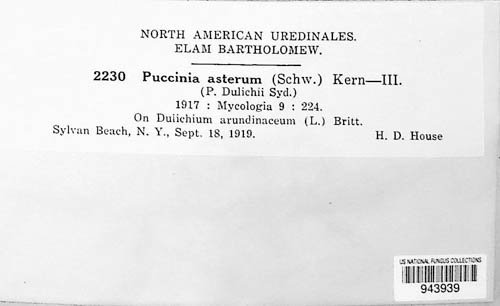 NORTH AMERICAN UREDINALES.
ELAM BARTHOLOMEW.
2230 Puccinia asterum (Schw.) Kern—III.
(P. Dulichii Syd.)
1917 : Mycologia 9 : 224.
On Dulichium arundinaceum (L.) Britt.
Sylvan Beach, N. Y., Sept. 18, 1919. H. D. House
US NATIONAL FUNGUS COLLECTIONS
943939